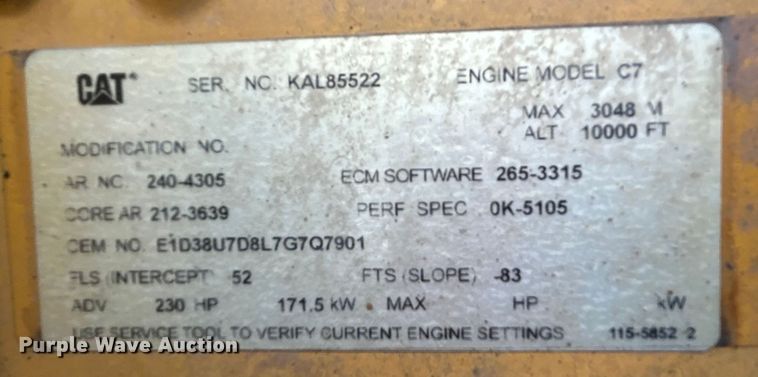 CAT® SER. NO. KAL85522 ENGINE MODEL C7
MAX 3048 M
ALT 10000 FT
MODIFICATION NO.
AR NO. 240-4305 ECM SOFTWARE 265-3315
CORE AR 212-3639 PERF SPEC 0K-5105
OEM NO. E1D38U7D8L7G7Q7901
FLS (INTERCEPT) 52 FTS (SLOPE) -83
ADV 230 HP 171.5 kW MAX HP kW
USE SERVICE TOOL TO VERIFY CURRENT ENGINE SETTINGS 115-5852 2
Purple Wave Auction